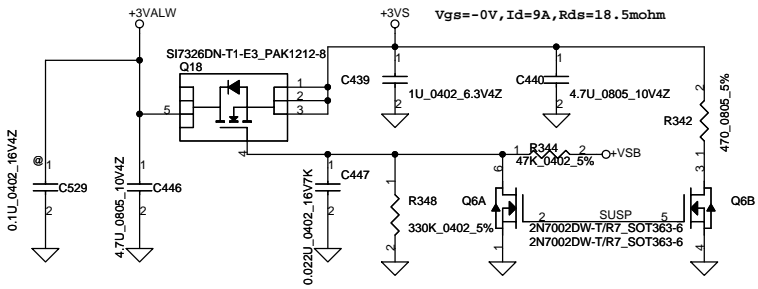 +3VALW
+3VS
Vgs=-0V,Id=9A,Rds=18.5mohm
SI7326DN-T1-E3_PAK1212-8
Q18
1
2
3
5
4
C439
1
2
1U_0402_6.3V4Z
C440
1
2
4.7U_0805_10V4Z
2
R342
1
470_0805_5%
@
1
C529
2
0.1U_0402_16V4Z
1
C446
2
4.7U_0805_10V4Z
1
C447
2
0.022U_0402_16V7K
1
R348
2
330K_0402_5%
1
R344
2
+VSB
47K_0402_5%
6
Q6A
2
1
SUSP
3
5
Q6B
4
2N7002DW-T/R7_SOT363-6
2N7002DW-T/R7_SOT363-6